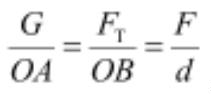 G/OA = F_T/OB = F/d